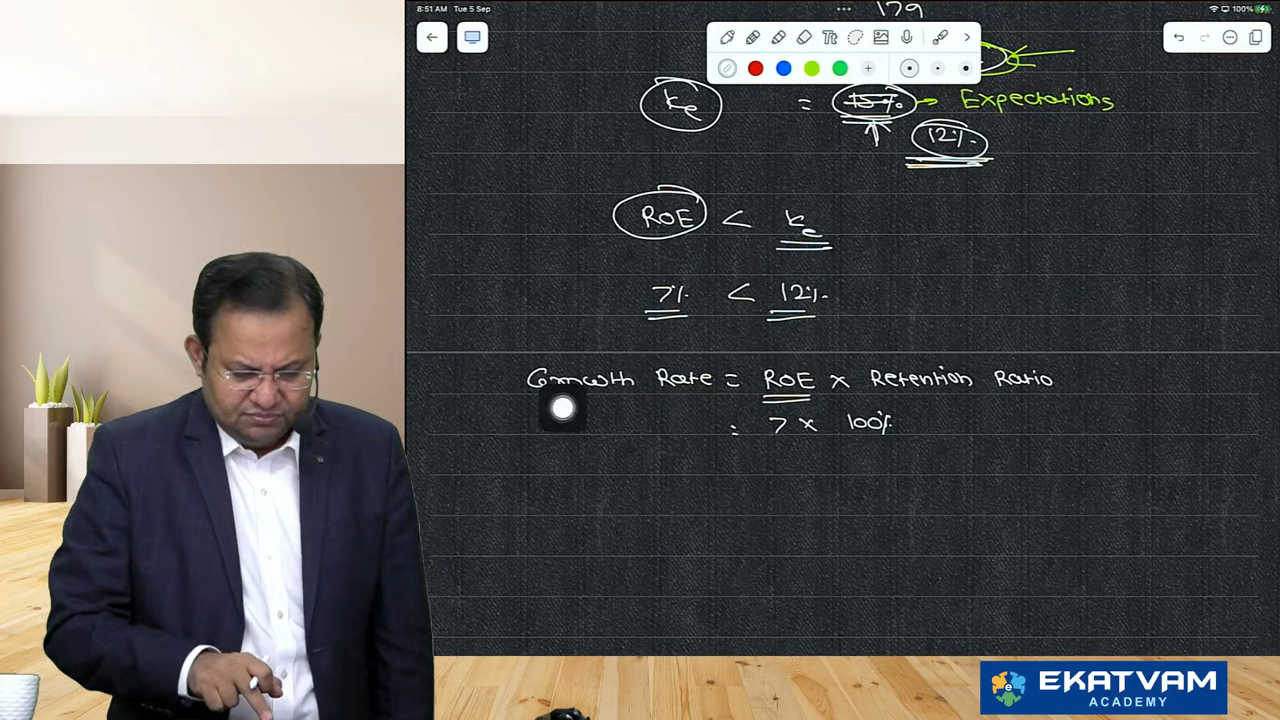 8:51 AM Tue 5 Sep
100%
179
Tt
ke = 15%. → Expectations
12%.
ROE < ke
7%. < 12%.
Growth Rate = ROE × Retention Ratio
= 7 × 100%
EKATVAM
ACADEMY